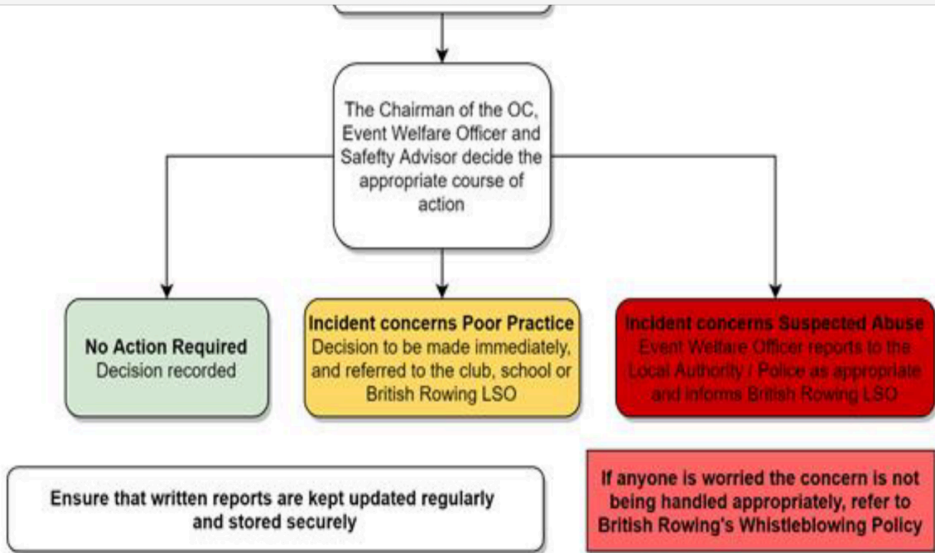 The Chairman of the OC,
Event Welfare Officer and
Safefty Advisor decide the
appropriate course of
action
No Action Required
Decision recorded
Incident concerns Poor Practice
Decision to be made immediately,
and referred to the club, school or
British Rowing LSO
Incident concerns Suspected Abuse
Event Welfare Officer reports to the
Local Authority / Police as appropriate
and informs British Rowing LSO
Ensure that written reports are kept updated regularly
and stored securely
If anyone is worried the concern is not
being handled appropriately, refer to
British Rowing's Whistleblowing Policy